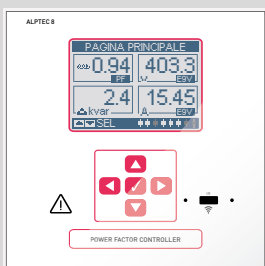 ALPTEC 8
PAGINA PRINCIPALE
0.94 403.3
PF E9V
2.4 15.45
kvar A E9V
SEL
POWER FACTOR CONTROLLER